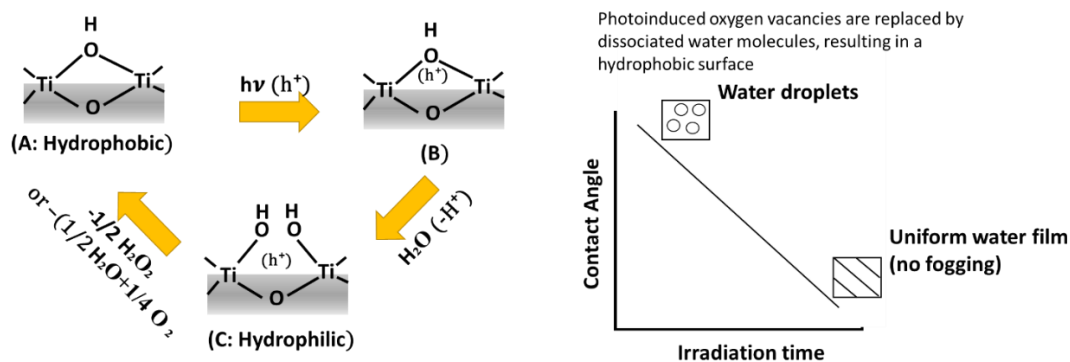 H
O
Ti
Ti
O
(A: Hydrophobic)
hν (h⁺)
H
O
(h⁺)
Ti
Ti
O
(B)
H₂O (-H⁺)
H H
O O
(h⁺)
Ti
Ti
O
(C: Hydrophilic)
-1/2 H₂O₂
or −(1/2H₂O+1/4 O₂
Photoinduced oxygen vacancies are replaced by
dissociated water molecules, resulting in a
hydrophobic surface
Water droplets
Contact Angle
Uniform water film
(no fogging)
Irradiation time